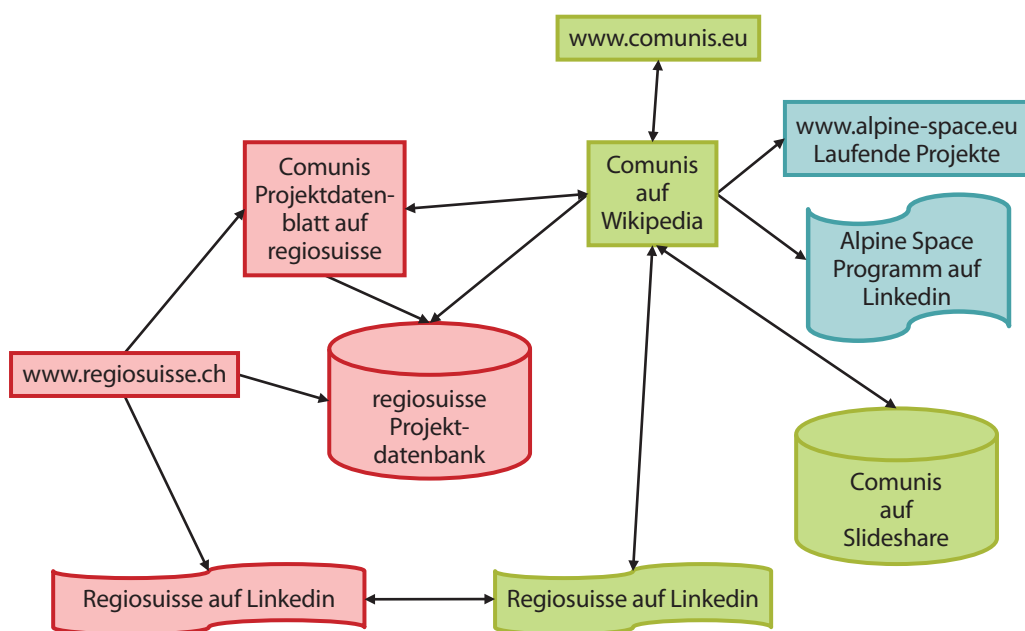 www.comunis.eu
www.alpine-space.eu
Laufende Projekte
Comunis
Projektdaten-
blatt auf
regiosuisse
Comunis
auf
Wikipedia
Alpine Space
Programm auf
Linkedin
www.regiosuisse.ch
regiosuisse
Projekt-
datenbank
Comunis
auf
Slideshare
Regiosuisse auf Linkedin
Regiosuisse auf Linkedin